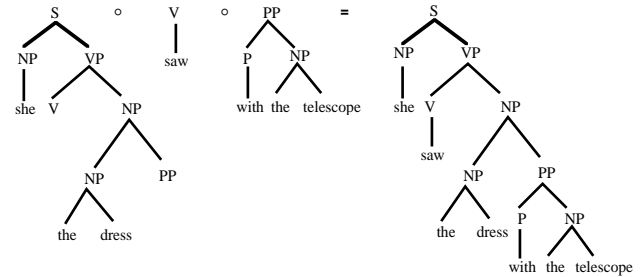 S ° V ° PP = S
NP VP saw P NP NP VP
she V NP with the telescope she V NP
saw
NP PP NP PP
the dress the dress P NP
with the telescope